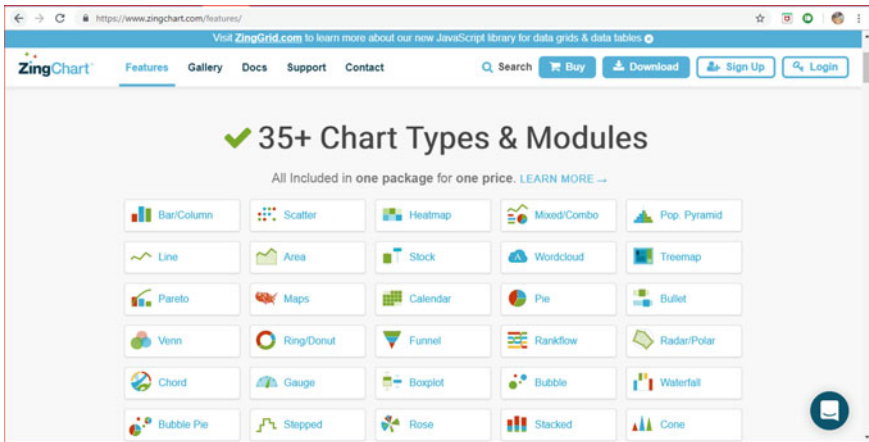 https://www.zingchart.com/features/
Visit ZingGrid.com to learn more about our new JavaScript library for data grids & data tables
ZingChart Features Gallery Docs Support Contact Search Buy Download Sign Up Login
35+ Chart Types & Modules
All Included in one package for one price. LEARN MORE →
Bar/Column Scatter Heatmap Mixed/Combo Pop. Pyramid
Line Area Stock Wordcloud Treemap
Pareto Maps Calendar Pie Bullet
Venn Ring/Donut Funnel Rankflow Radar/Polar
Chord Gauge Boxplot Bubble Waterfall
Bubble Pie Stepped Rose Stacked Cone